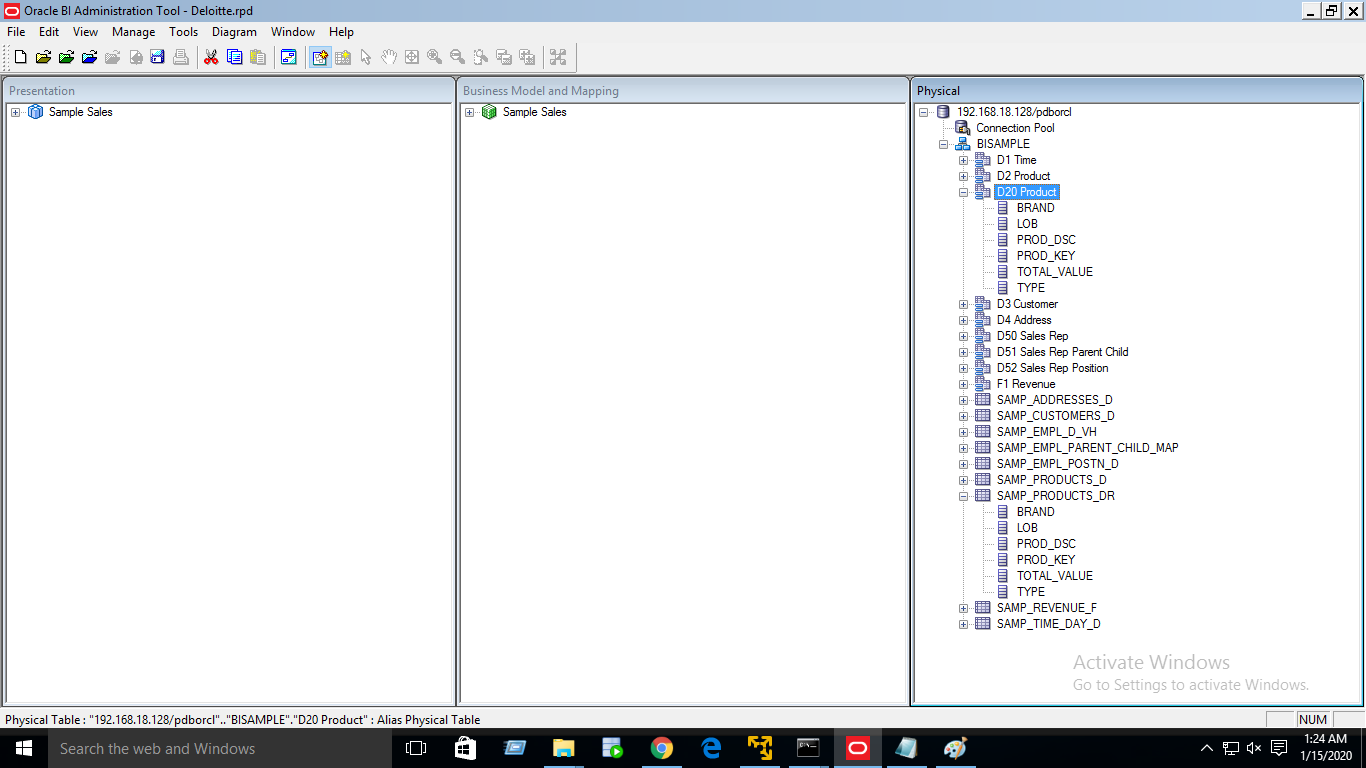 Oracle BI Administration Tool - Deloitte.rpd
File Edit View Manage Tools Diagram Window Help
Presentation
Sample Sales
Business Model and Mapping
Sample Sales
Physical
192.168.18.128/pdborcl
Connection Pool
BISAMPLE
D1 Time
D2 Product
D20 Product
BRAND
LOB
PROD_DSC
PROD_KEY
TOTAL_VALUE
TYPE
D3 Customer
D4 Address
D50 Sales Rep
D51 Sales Rep Parent Child
D52 Sales Rep Position
F1 Revenue
SAMP_ADDRESSES_D
SAMP_CUSTOMERS_D
SAMP_EMPL_D_VH
SAMP_EMPL_PARENT_CHILD_MAP
SAMP_EMPL_POSTN_D
SAMP_PRODUCTS_D
SAMP_PRODUCTS_DR
BRAND
LOB
PROD_DSC
PROD_KEY
TOTAL_VALUE
TYPE
SAMP_REVENUE_F
SAMP_TIME_DAY_D
Activate Windows
Go to Settings to activate Windows.
Physical Table : "192.168.18.128/pdborcl".."BISAMPLE"."D20 Product" : Alias Physical Table
NUM
Search the web and Windows
1:24 AM
1/15/2020